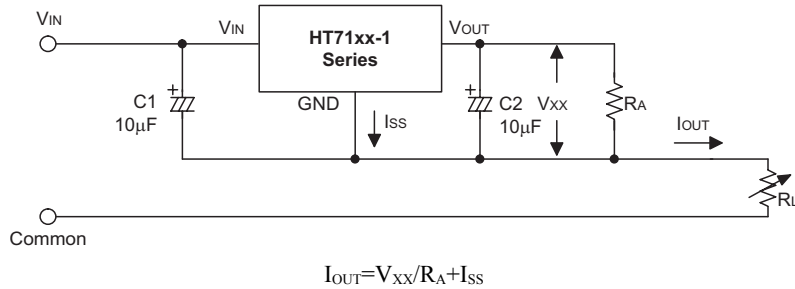 VIN
VIN
HT71xx-1
Series
VOUT
C1
10μF
GND
ISS
C2
10μF
VXX
RA
IOUT
RL
Common
IOUT=VXX/RA+ISS